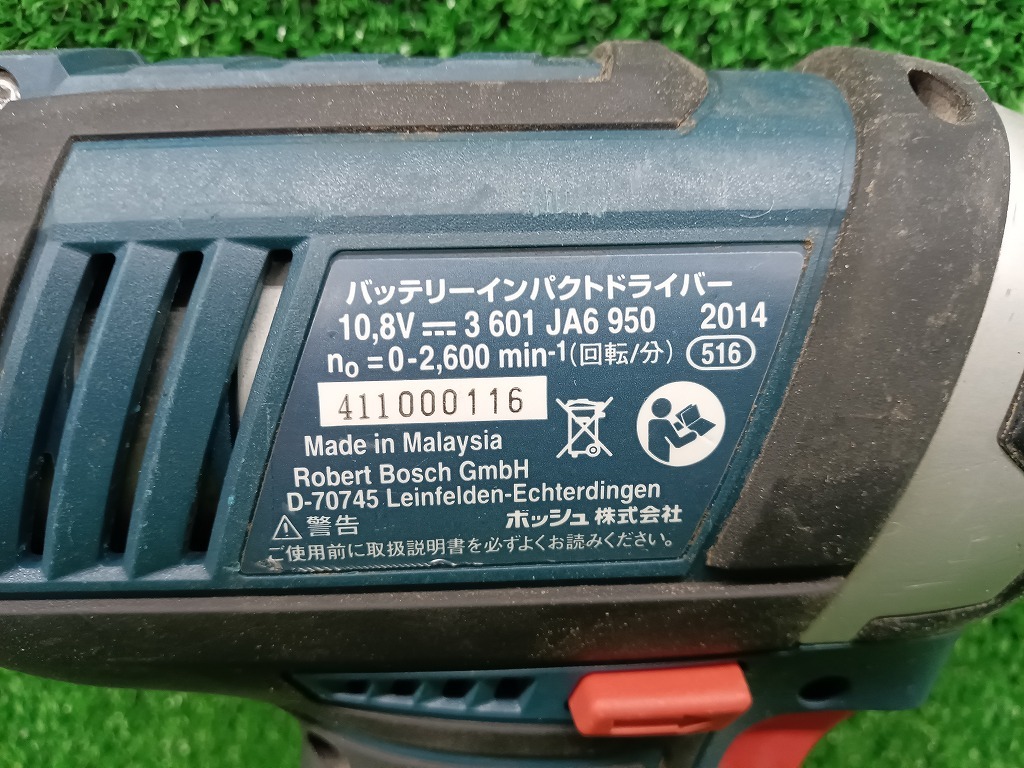 バッテリーインパクトドライバー
10,8V ⎓ 3 601 JA6 950 2014
n₀ = 0-2,600 min⁻¹(回転/分) 516
411000116
Made in Malaysia
Robert Bosch GmbH
D-70745 Leinfelden-Echterdingen
⚠ 警告 ボッシュ 株式会社
ご使用前に取扱説明書を必ずよくお読みください。